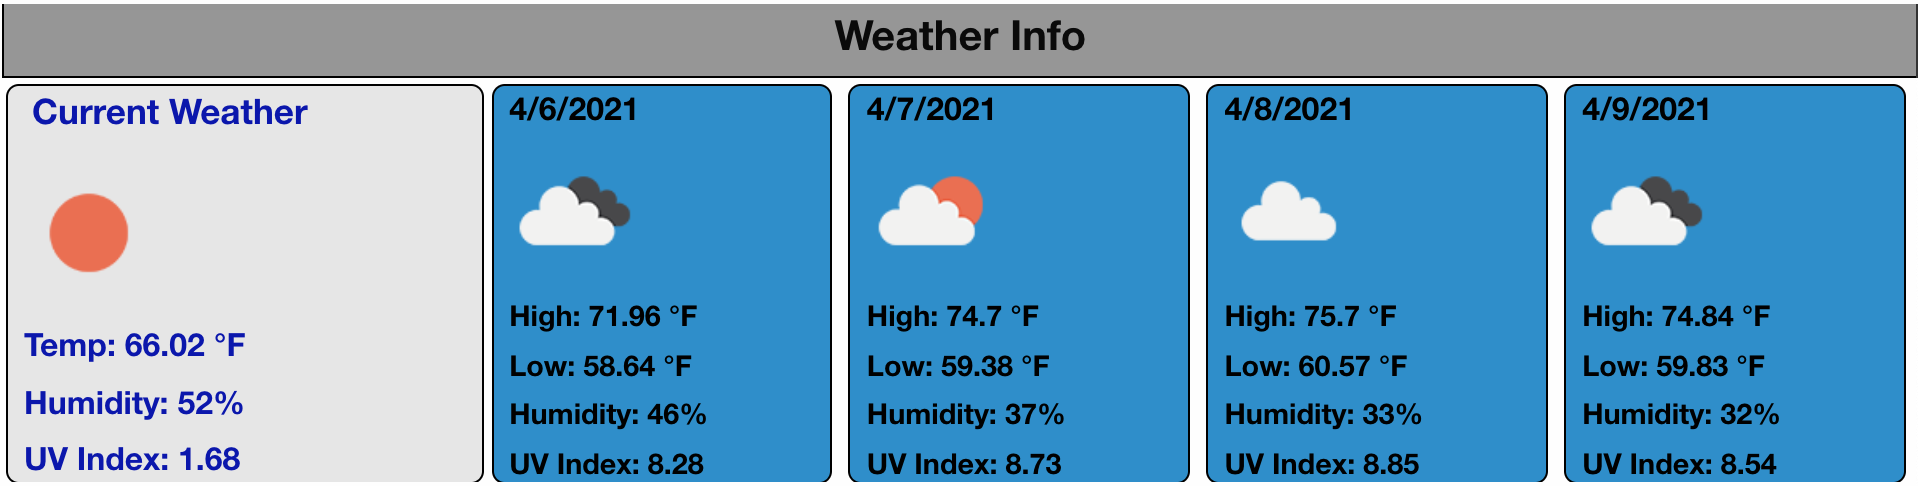 Weather Info
Current Weather
Temp: 66.02 °F
Humidity: 52%
UV Index: 1.68
4/6/2021
High: 71.96 °F
Low: 58.64 °F
Humidity: 46%
UV Index: 8.28
4/7/2021
High: 74.7 °F
Low: 59.38 °F
Humidity: 37%
UV Index: 8.73
4/8/2021
High: 75.7 °F
Low: 60.57 °F
Humidity: 33%
UV Index: 8.85
4/9/2021
High: 74.84 °F
Low: 59.83 °F
Humidity: 32%
UV Index: 8.54